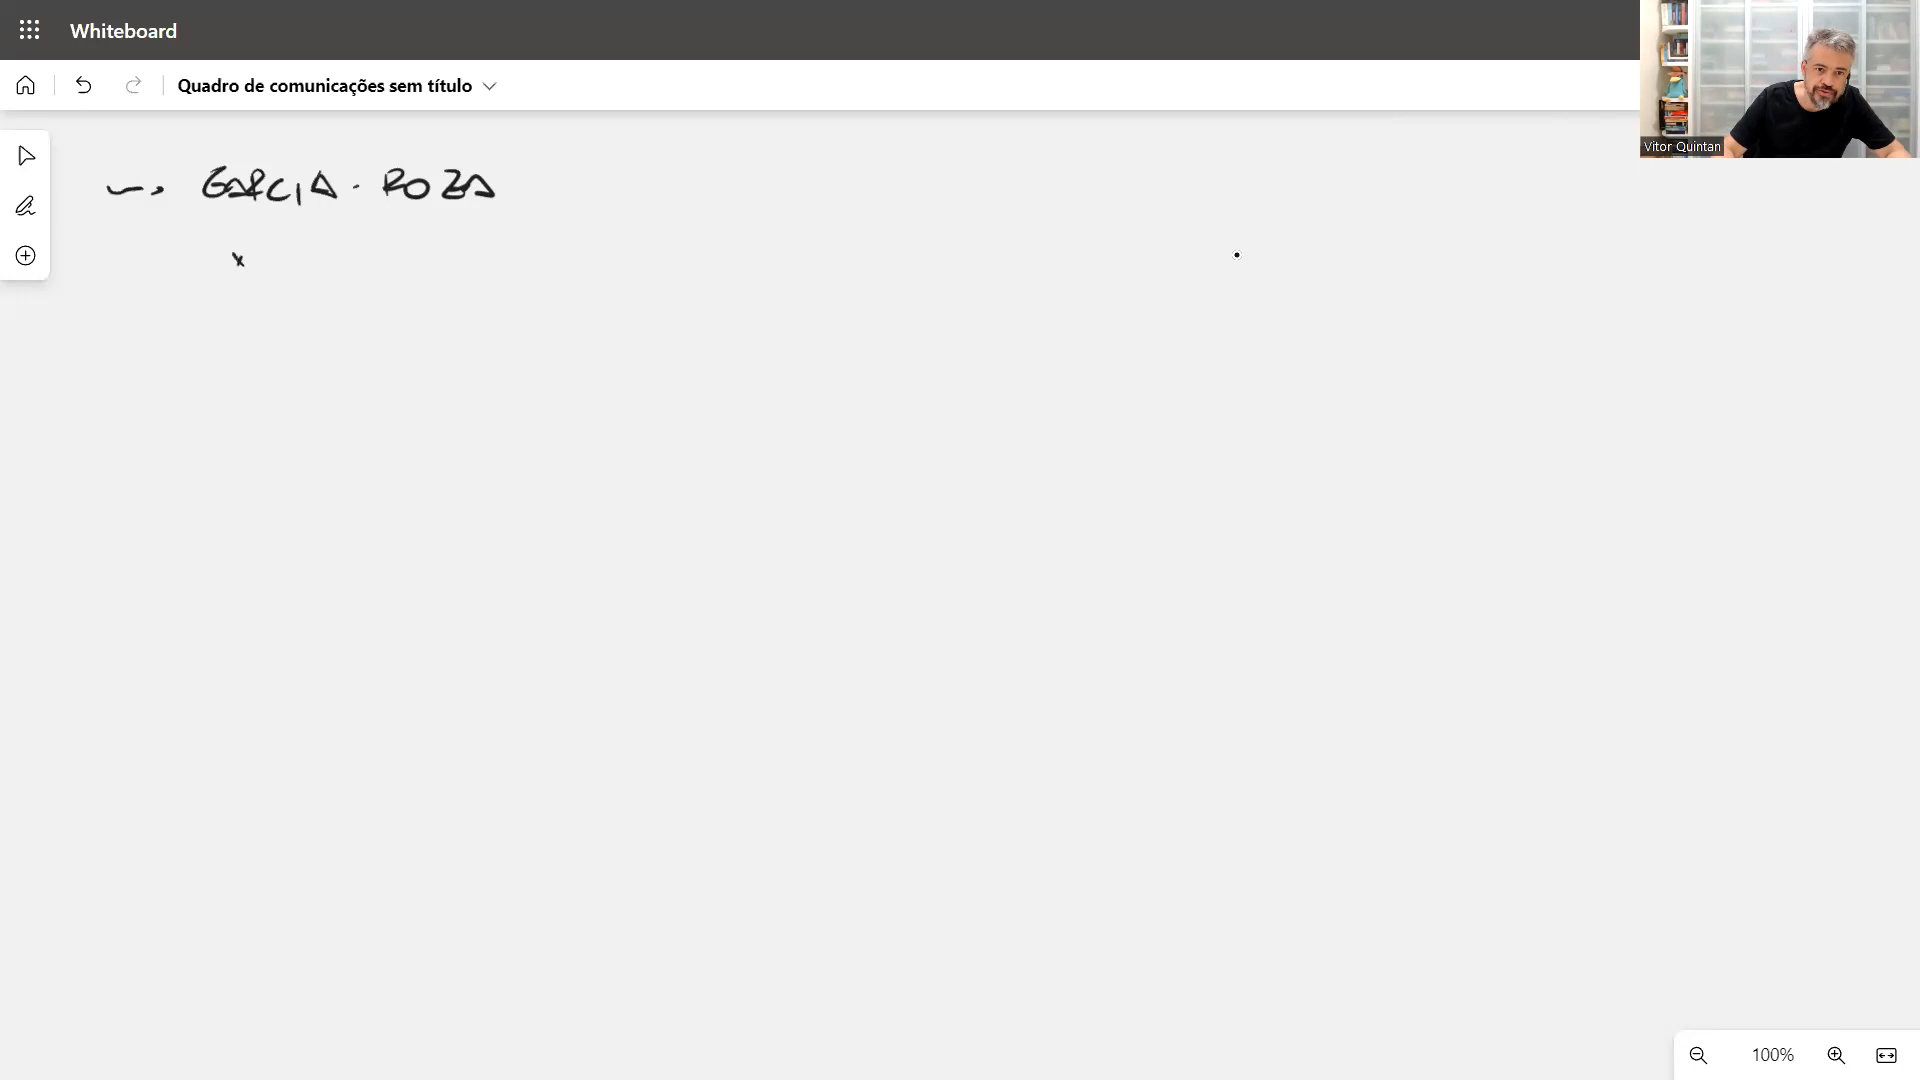 Whiteboard
Quadro de comunicações sem título
Vitor Quintan
GARCIA-ROZA
x
100%